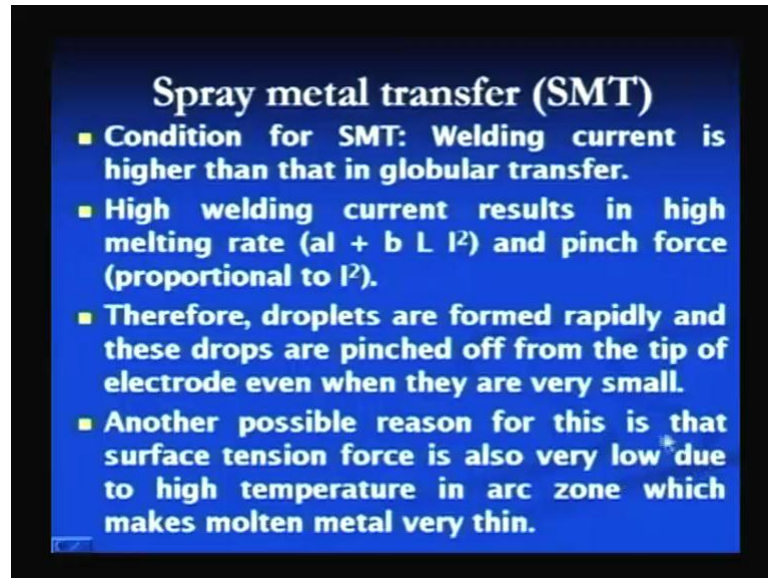 Spray metal transfer (SMT)
Condition for SMT: Welding current is
higher than that in globular transfer.
High welding current results in high
melting rate (aI + b L I²) and pinch force
(proportional to I²).
Therefore, droplets are formed rapidly and
these drops are pinched off from the tip of
electrode even when they are very small.
Another possible reason for this is that
surface tension force is also very low due
to high temperature in arc zone which
makes molten metal very thin.